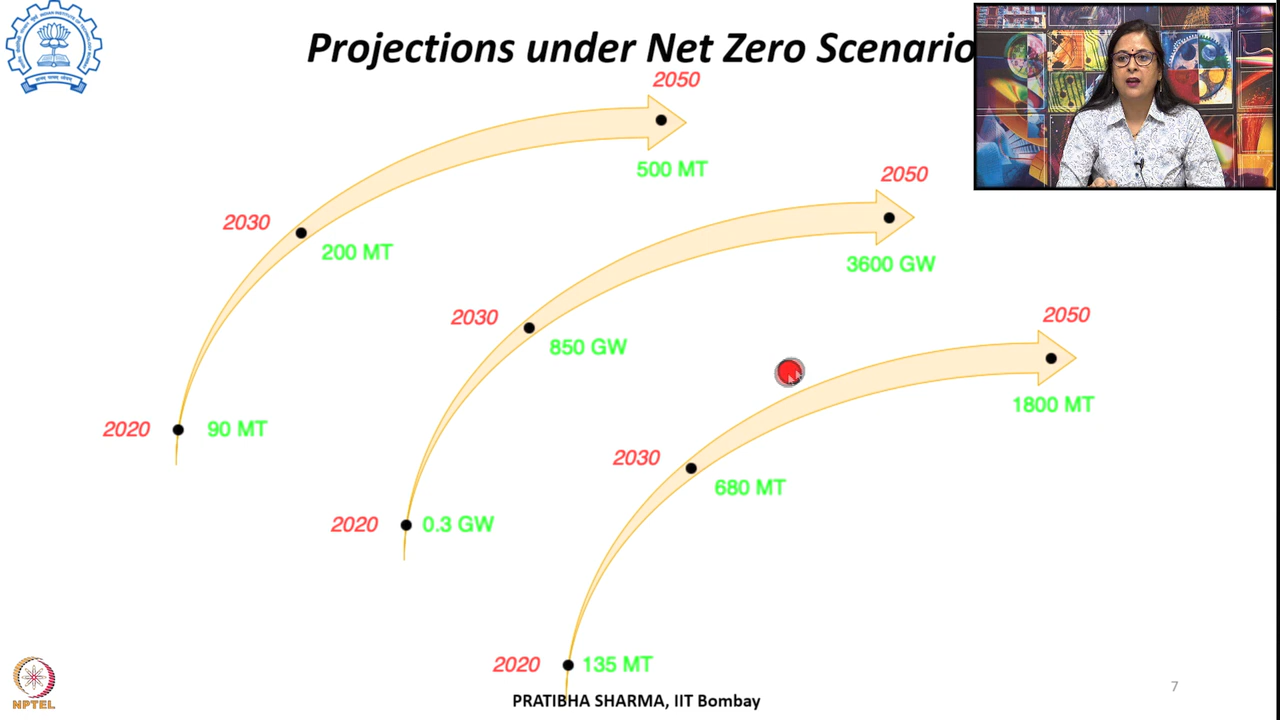 Projections under Net Zero Scenario
2050
500 MT
2030
200 MT
2020
90 MT
2050
3600 GW
2030
850 GW
2020
0.3 GW
2050
1800 MT
2030
680 MT
2020
135 MT
7
NPTEL
PRATIBHA SHARMA, IIT Bombay